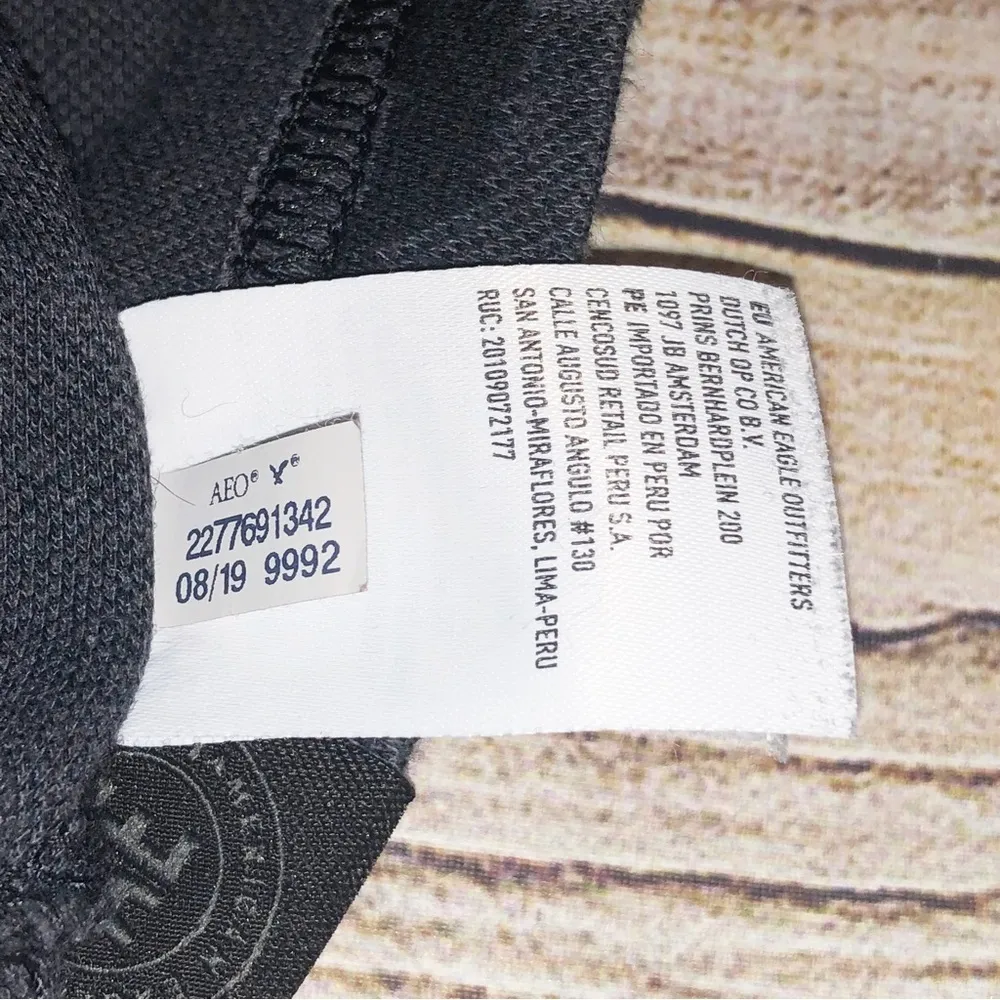 AEO®
2277691342
08/19 9992
EU AMERICAN EAGLE OUTFITTERS
DUTCH OP CO B.V.
PRINS BERNHARDPLEIN 200
1097 JB AMSTERDAM
PE IMPORTADO EN PERU POR
CENCOSUD RETAIL PERU S.A.
CALLE AUGUSTO ANGULO #130
SAN ANTONIO-MIRAFLORES, LIMA-PERU
RUC: 20109072177